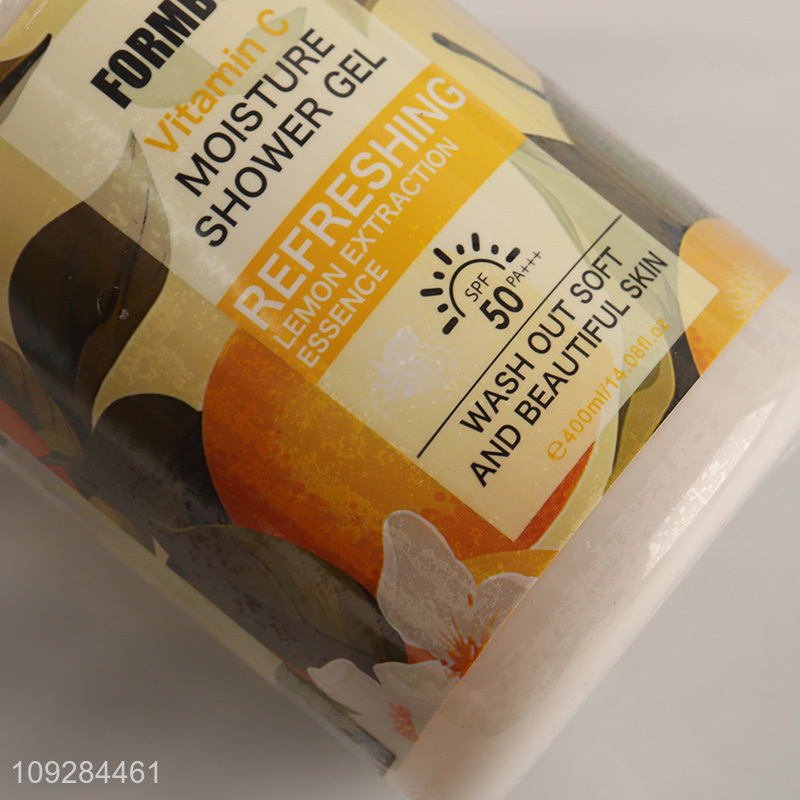 Vitamin C
MOISTURE
SHOWER GEL
REFRESHING
LEMON EXTRACTION
ESSENCE
SPF
50 PA+++
WASH OUT SOFT
AND BEAUTIFUL SKIN
℮400ml/14.08fl.oz
109284461